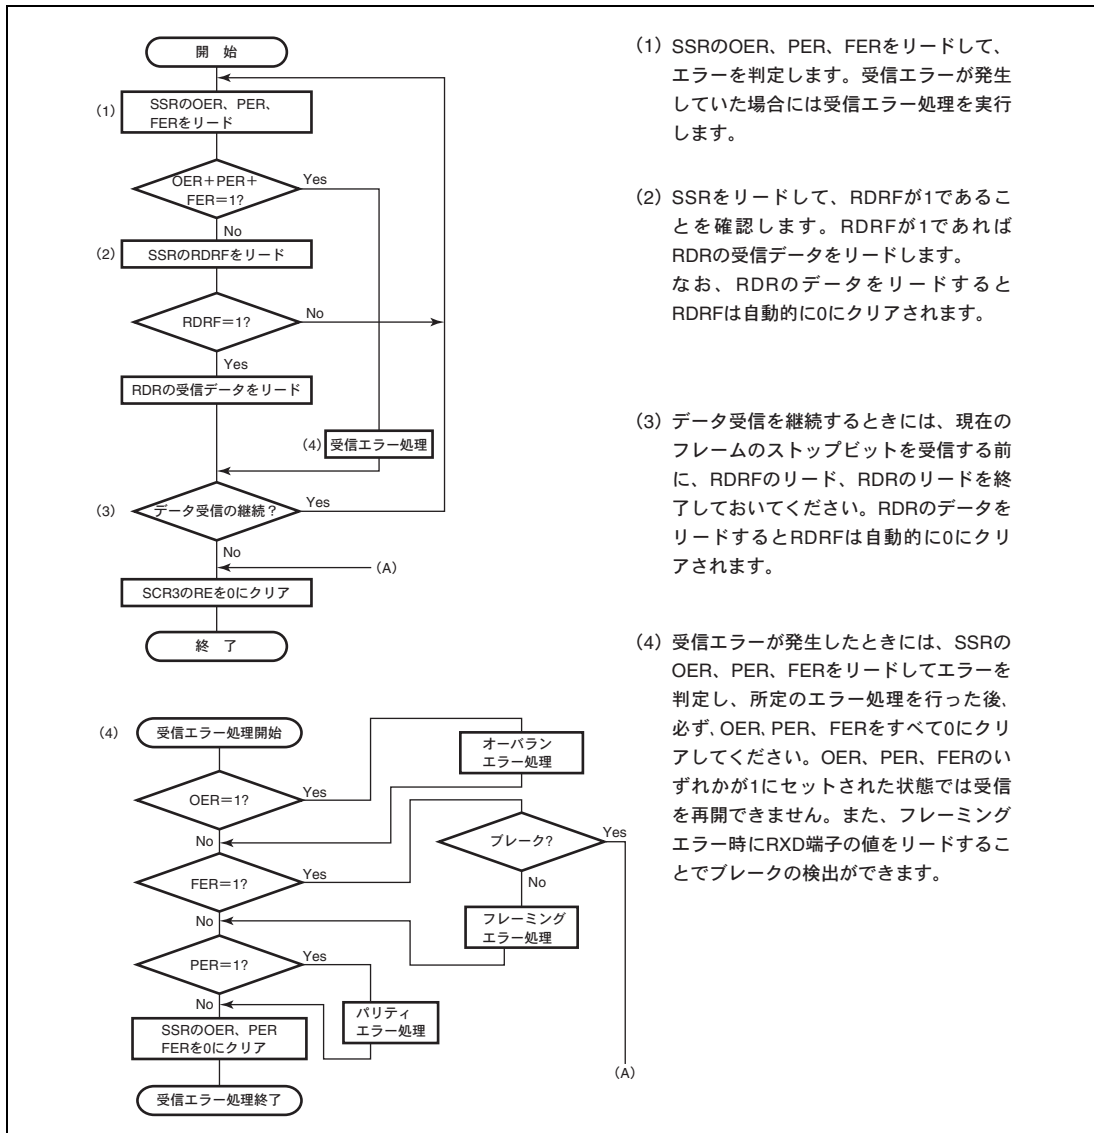 開 始
(1)
SSRのOER、PER、
FERをリード
OER＋PER＋
FER＝1?
Yes
No
(2)
SSRのRDRFをリード
RDRF＝1?
No
Yes
RDRの受信データをリード
(4)
受信エラー処理
(3)
データ受信の継続？
Yes
No
(A)
SCR3のREを0にクリア
終 了
(4)
受信エラー処理開始
オーバラン
エラー処理
OER＝1?
Yes
No
ブレーク?
Yes
FER＝1?
Yes
No
No
フレーミング
エラー処理
PER＝1?
Yes
No
パリティ
エラー処理
SSRのOER、PER
FERを0にクリア
(A)
受信エラー処理終了
(1) SSRのOER、PER、FERをリードして、
エラーを判定します。受信エラーが発生
していた場合には受信エラー処理を実行
します。
(2) SSRをリードして、RDRFが1であるこ
とを確認します。RDRFが1であれば
RDRの受信データをリードします。
なお、RDRのデータをリードすると
RDRFは自動的に0にクリアされます。
(3) データ受信を継続するときには、現在の
フレームのストップビットを受信する前
に、RDRFのリード、RDRのリードを終
了しておいてください。RDRのデータを
リードするとRDRFは自動的に0にクリ
アされます。
(4) 受信エラーが発生したときには、SSRの
OER、PER、FERをリードしてエラーを
判定し、所定のエラー処理を行った後、
必ず、OER、PER、FERをすべて0にクリ
アしてください。OER、PER、FERのい
ずれかが1にセットされた状態では受信
を再開できません。また、フレーミング
エラー時にRXD端子の値をリードするこ
とでブレークの検出ができます。